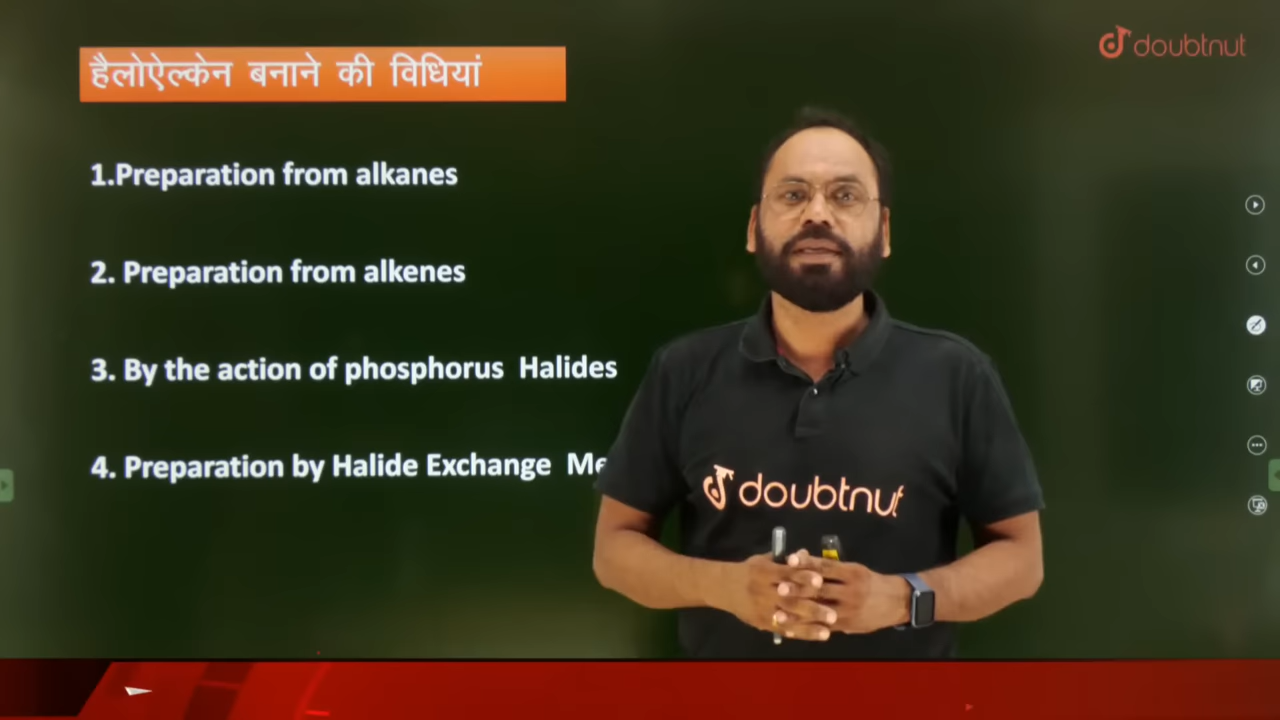 हैलोऐल्केन बनाने की विधियां
doubtnut
1.Preparation from alkanes
2. Preparation from alkenes
3. By the action of phosphorus Halides
4. Preparation by Halide Exchange
doubtnut